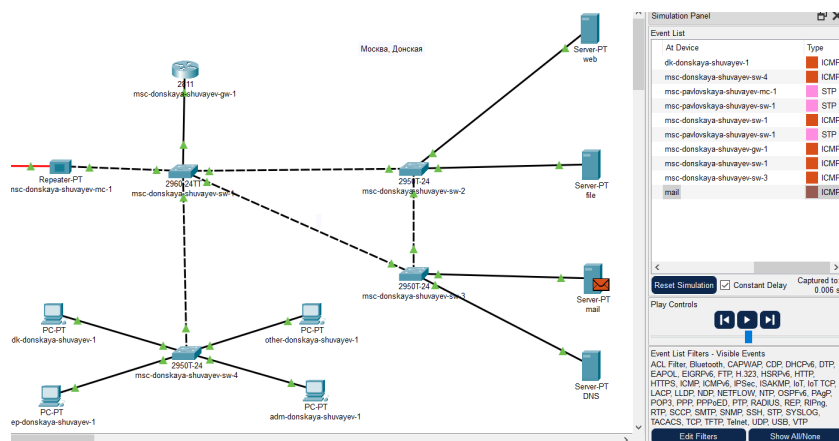 Москва, Донская
2811
msc-donskaya-shuvayev-gw-1
Repeater-PT
msc-donskaya-shuvayev-mc-1
2960-24TT
msc-donskaya-shuvayev-sw-1
2950T-24
msc-donskaya-shuvayev-sw-2
Server-PT
web
Server-PT
file
2950T-24
msc-donskaya-shuvayev-sw-3
Server-PT
mail
Server-PT
DNS
PC-PT
dk-donskaya-shuvayev-1
PC-PT
other-donskaya-shuvayev-1
2950T-24
msc-donskaya-shuvayev-sw-4
PC-PT
ep-donskaya-shuvayev-1
PC-PT
adm-donskaya-shuvayev-1
Simulation Panel
Event List
At Device Type
dk-donskaya-shuvayev-1 ICMP
msc-donskaya-shuvayev-sw-4 ICMP
msc-pavlovskaya-shuvayev-mc-1 STP
msc-pavlovskaya-shuvayev-sw-1 STP
msc-donskaya-shuvayev-sw-1 ICMP
msc-pavlovskaya-shuvayev-sw-1 STP
msc-donskaya-shuvayev-gw-1 ICMP
msc-donskaya-shuvayev-sw-1 ICMP
msc-donskaya-shuvayev-sw-3 ICMP
mail ICMP
Reset Simulation Constant Delay Captured to
0.006 s
Play Controls
Event List Filters - Visible Events
ACL Filter, Bluetooth, CAPWAP, CDP, DHCPv6, DTP,
EAPOL, EIGRPv6, FTP, H.323, HSRPv6, HTTP,
HTTPS, ICMP, ICMPv6, IPSec, ISAKMP, IoT, IoT TCP,
LACP, LLDP, NDP, NETFLOW, NTP, OSPFv6, PAgP,
POP3, PPP, PPPoED, PTP, RADIUS, REP, RIPng,
RTP, SCCP, SMTP, SNMP, SSH, STP, SYSLOG,
TACACS, TCP, TFTP, Telnet, UDP, USB, VTP
Edit Filters Show All/None